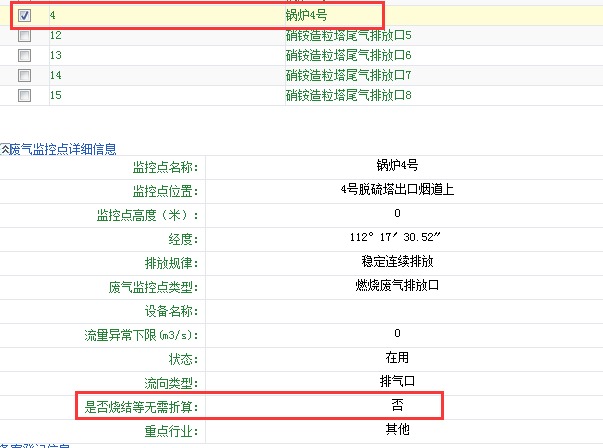 4 锅炉4号
12 硝铵造粒塔尾气排放口5
13 硝铵造粒塔尾气排放口6
14 硝铵造粒塔尾气排放口7
15 硝铵造粒塔尾气排放口8
废气监控点详细信息
监控点名称： 锅炉4号
监控点位置： 4号脱硫塔出口烟道上
监控点高度（米）： 0
经度： 112° 17′ 30.52″
排放规律： 稳定连续排放
废气监控点类型： 燃烧废气排放口
设备名称：
流量异常下限(m3/s)： 0
状态： 在用
流向类型： 排气口
是否烧结等无需折算： 否
重点行业： 其他